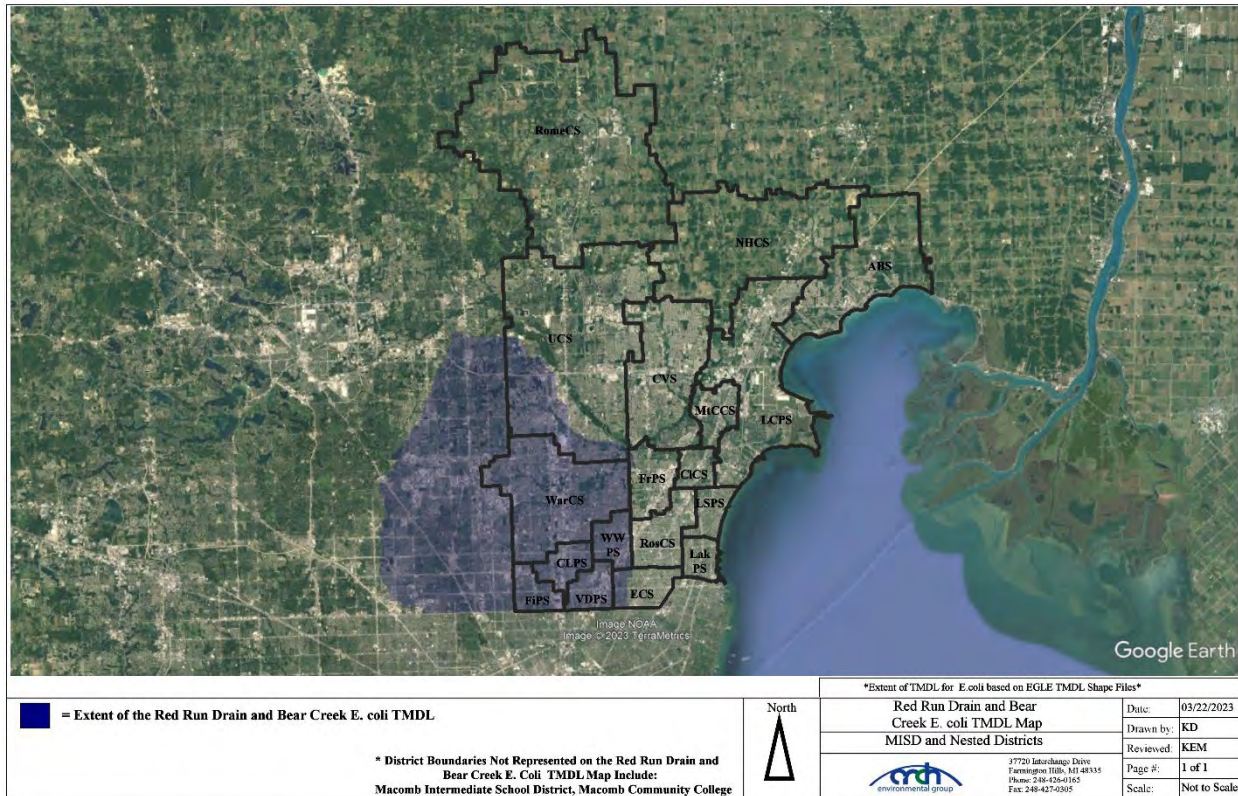 RomeCS
NHCS
ABS
UCS
CVS
MtCCS
LCPS
FrPS
ClCS
WarCS
LSPS
WW
PS
RosCS
Lak
PS
CLPS
FiPS
VDPS
ECS
Image NOAA
Image © 2023 TerraMetrics
Google Earth
= Extent of the Red Run Drain and Bear Creek E. coli TMDL
* District Boundaries Not Represented on the Red Run Drain and
Bear Creek E. Coli TMDL Map Include:
Macomb Intermediate School District, Macomb Community College
North
*Extent of TMDL for E.coli based on EGLE TMDL Shape Files*
Red Run Drain and Bear
Creek E. coli TMDL Map
MISD and Nested Districts
arch
environmental group
37720 Interchange Drive
Farmington Hills, MI 48335
Phone: 248-426-0165
Fax: 248-427-0305
Date: 03/22/2023
Drawn by: KD
Reviewed: KEM
Page #: 1 of 1
Scale: Not to Scale